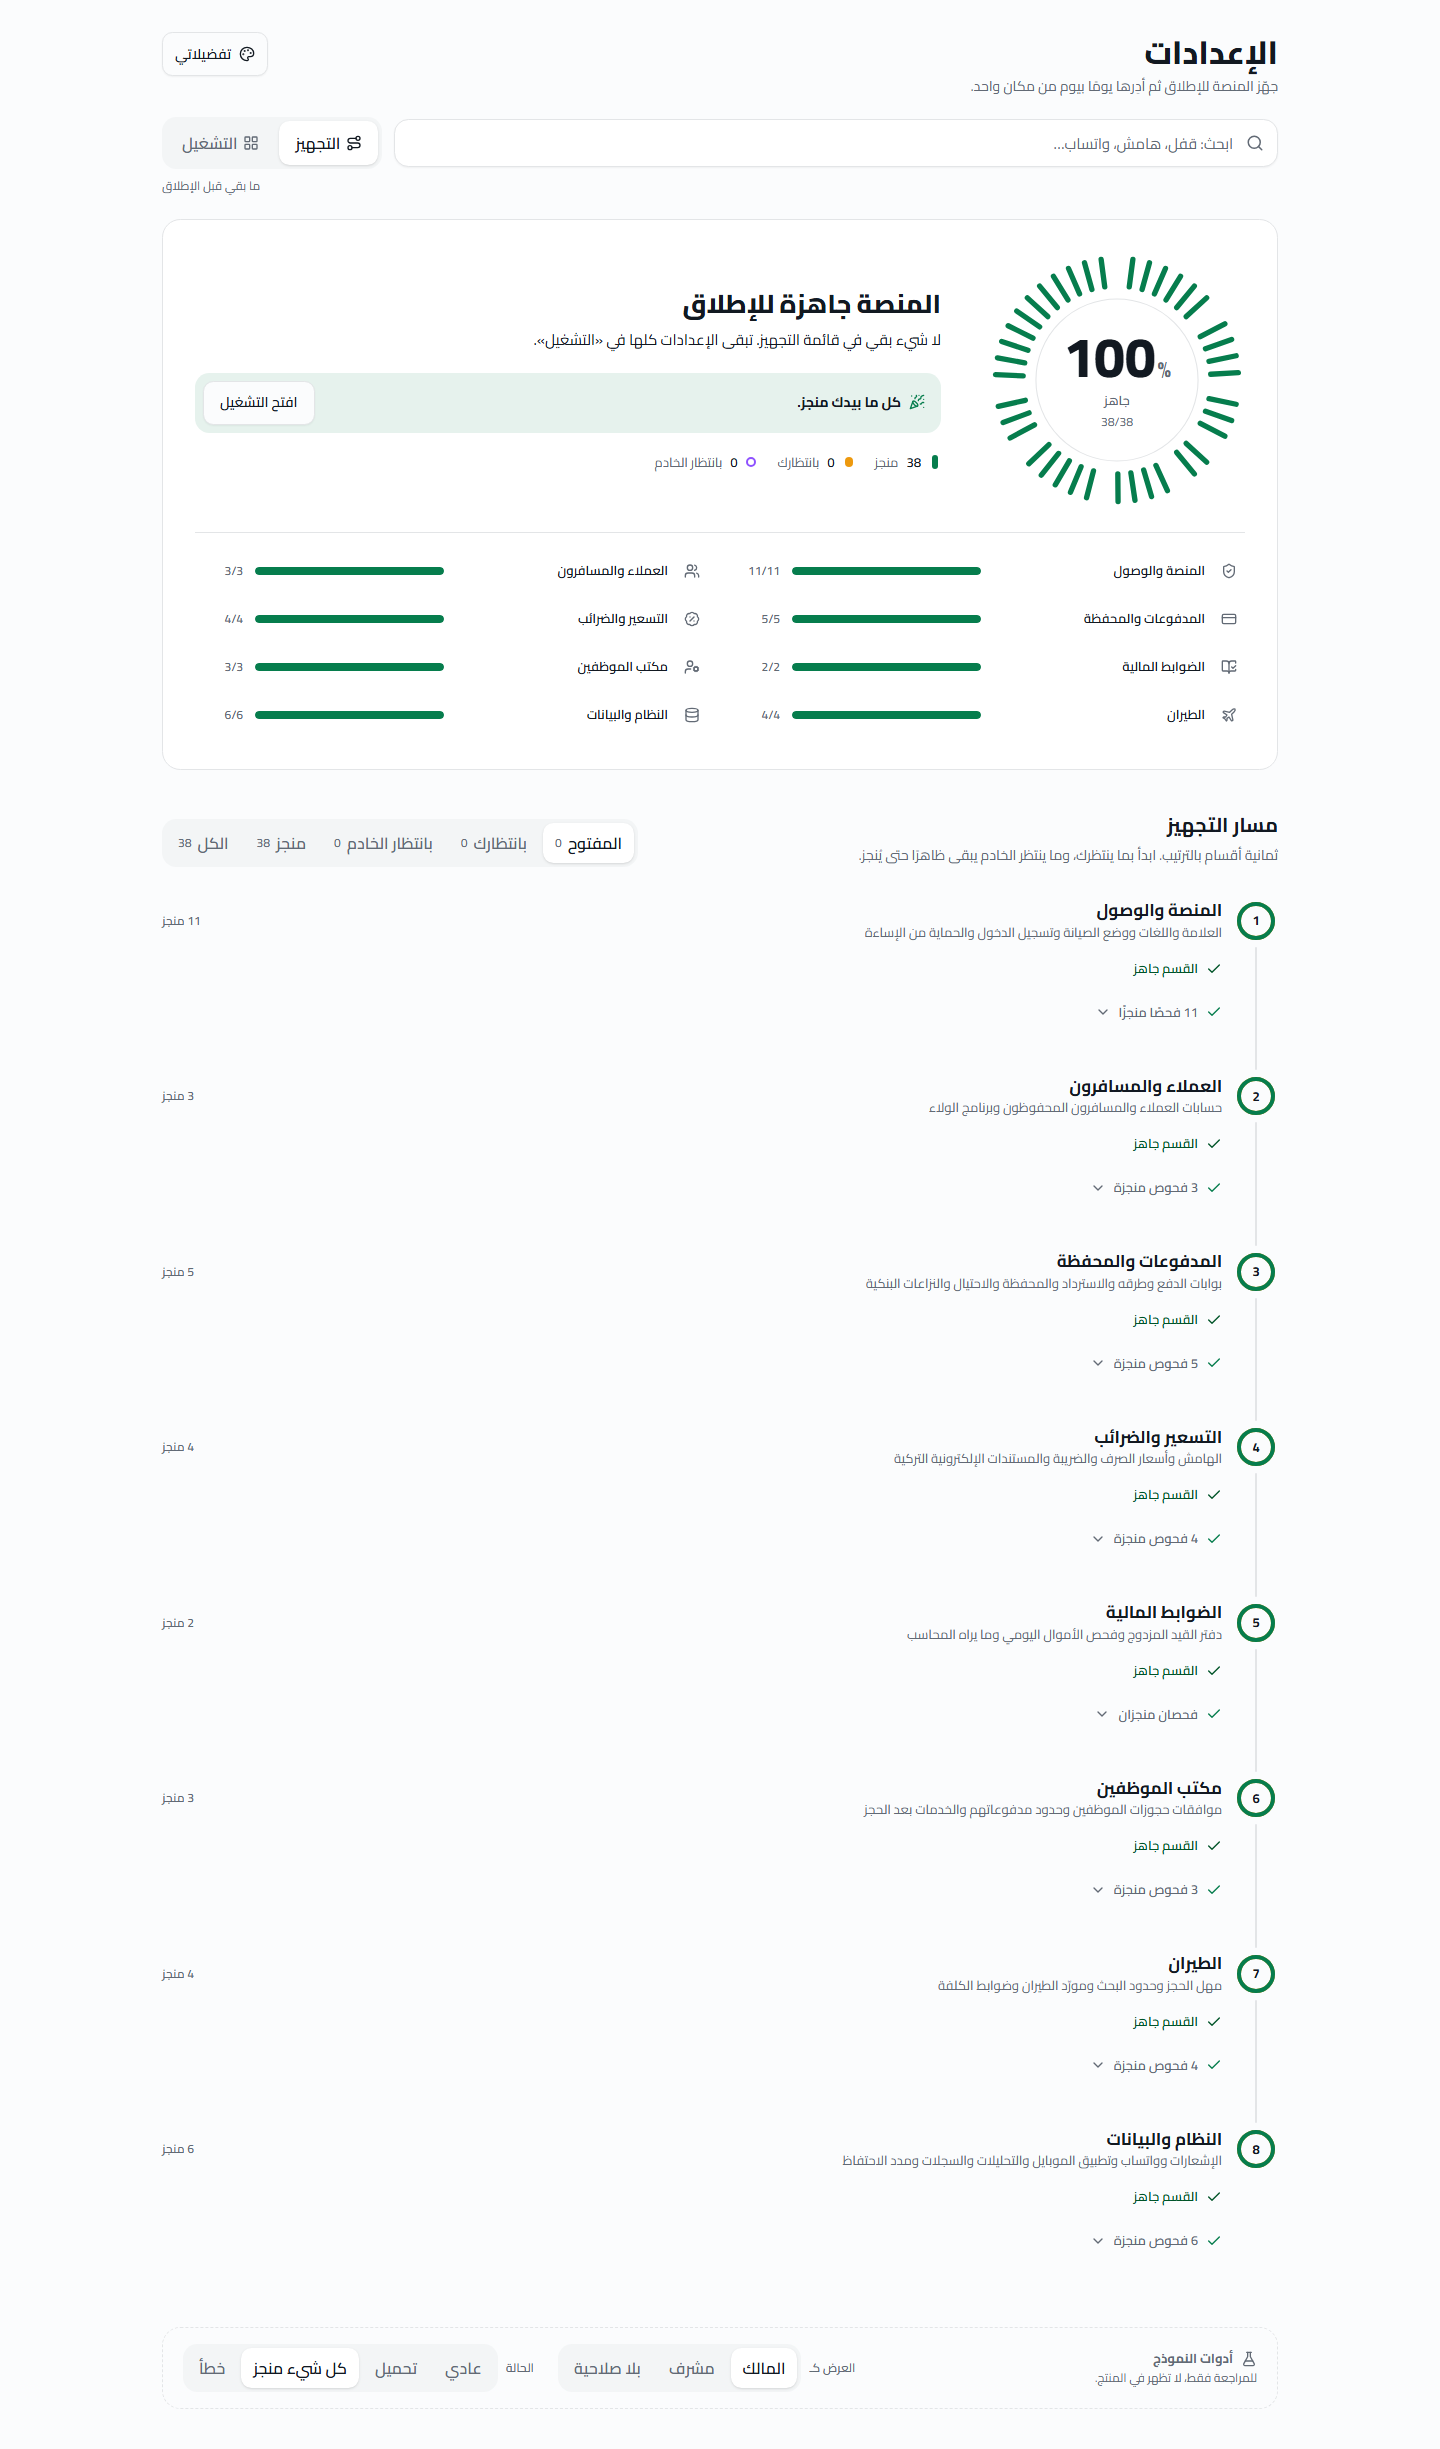 الإعدادات
جهّز المنصة للإطلاق ثم أدِرها يومًا بيوم من مكان واحد.
تفضيلاتي
ابحث: قفل، هامش، واتساب...
التجهيز
التشغيل
ما بقي قبل الإطلاق
100%
جاهز
38/38
المنصة جاهزة للإطلاق
لا شيء بقي في قائمة التجهيز. تبقى الإعدادات كلها في «التشغيل».
كل ما بيدك منجز.
افتح التشغيل
38 منجز
0 بانتظارك
0 بانتظار الخادم
المنصة والوصول 11/11
العملاء والمسافرون 3/3
المدفوعات والمحفظة 5/5
التسعير والضرائب 4/4
الضوابط المالية 2/2
مكتب الموظفين 3/3
الطيران 4/4
النظام والبيانات 6/6
مسار التجهيز
ثمانية أقسام بالترتيب. ابدأ بما ينتظرك، وما ينتظر الخادم يبقى ظاهرًا حتى يُنجز.
المفتوح 0
بانتظارك 0
بانتظار الخادم 0
منجز 38
الكل 38
1
المنصة والوصول
11 منجز
العلامة واللغات ووضع الصيانة وتسجيل الدخول والحماية من الإساءة
القسم جاهز
11 فحصًا منجزًا
2
العملاء والمسافرون
3 منجز
حسابات العملاء والمسافرون المحفوظون وبرنامج الولاء
القسم جاهز
3 فحوص منجزة
3
المدفوعات والمحفظة
5 منجز
بوابات الدفع وطرقه والاسترداد والمحفظة والاحتيال والنزاعات البنكية
القسم جاهز
5 فحوص منجزة
4
التسعير والضرائب
4 منجز
الهامش وأسعار الصرف والضريبة والمستندات الإلكترونية التركية
القسم جاهز
4 فحوص منجزة
5
الضوابط المالية
2 منجز
دفتر القيد المزدوج وفحص الأموال اليومي وما يراه المحاسب
القسم جاهز
فحصان منجزان
6
مكتب الموظفين
3 منجز
موافقات حجوزات الموظفين وحدود مدفوعاتهم والخدمات بعد الحجز
القسم جاهز
3 فحوص منجزة
7
الطيران
4 منجز
مهل الحجز وحدود البحث ومورّد الطيران وضوابط الكلفة
القسم جاهز
4 فحوص منجزة
8
النظام والبيانات
6 منجز
الإشعارات وواتساب وتطبيق الموبايل والتحليلات والسجلات ومدد الاحتفاظ
القسم جاهز
6 فحوص منجزة
أدوات النموذج
للمراجعة فقط، لا تظهر في المنتج.
العرض كـ
المالك
مشرف
بلا صلاحية
الحالة
عادي
تحميل
كل شيء منجز
خطأ